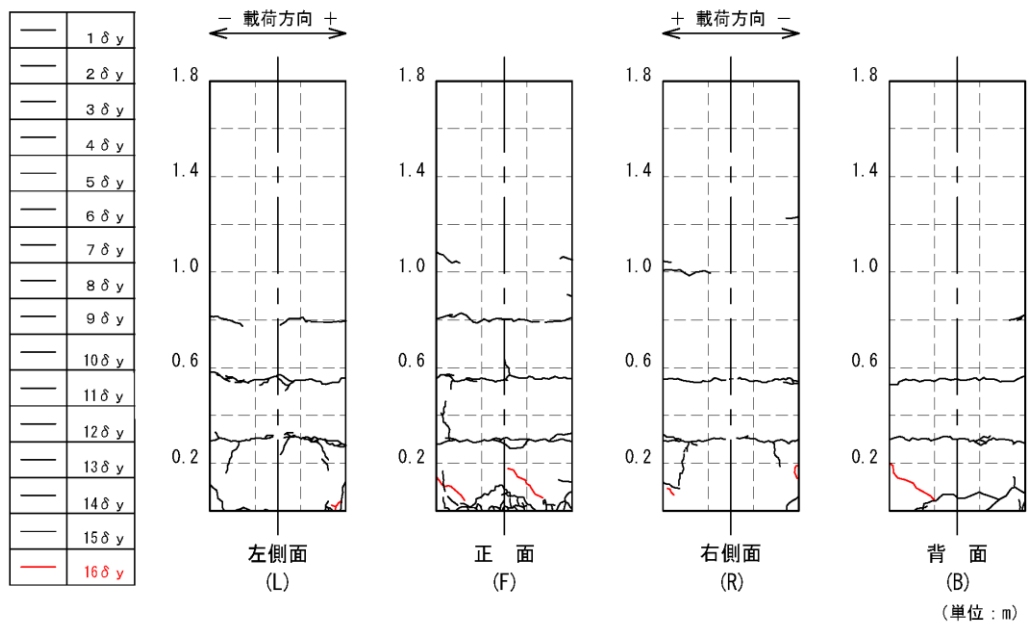 1δy
2δy
3δy
4δy
5δy
6δy
7δy
8δy
9δy
10δy
11δy
12δy
13δy
14δy
15δy
16δy
− 載荷方向 +
1.8
1.4
1.0
0.6
0.2
左側面
(L)
1.8
1.4
1.0
0.6
0.2
正 面
(F)
+ 載荷方向 −
1.8
1.4
1.0
0.6
0.2
右側面
(R)
1.8
1.4
1.0
0.6
0.2
背 面
(B)
(単位:m)